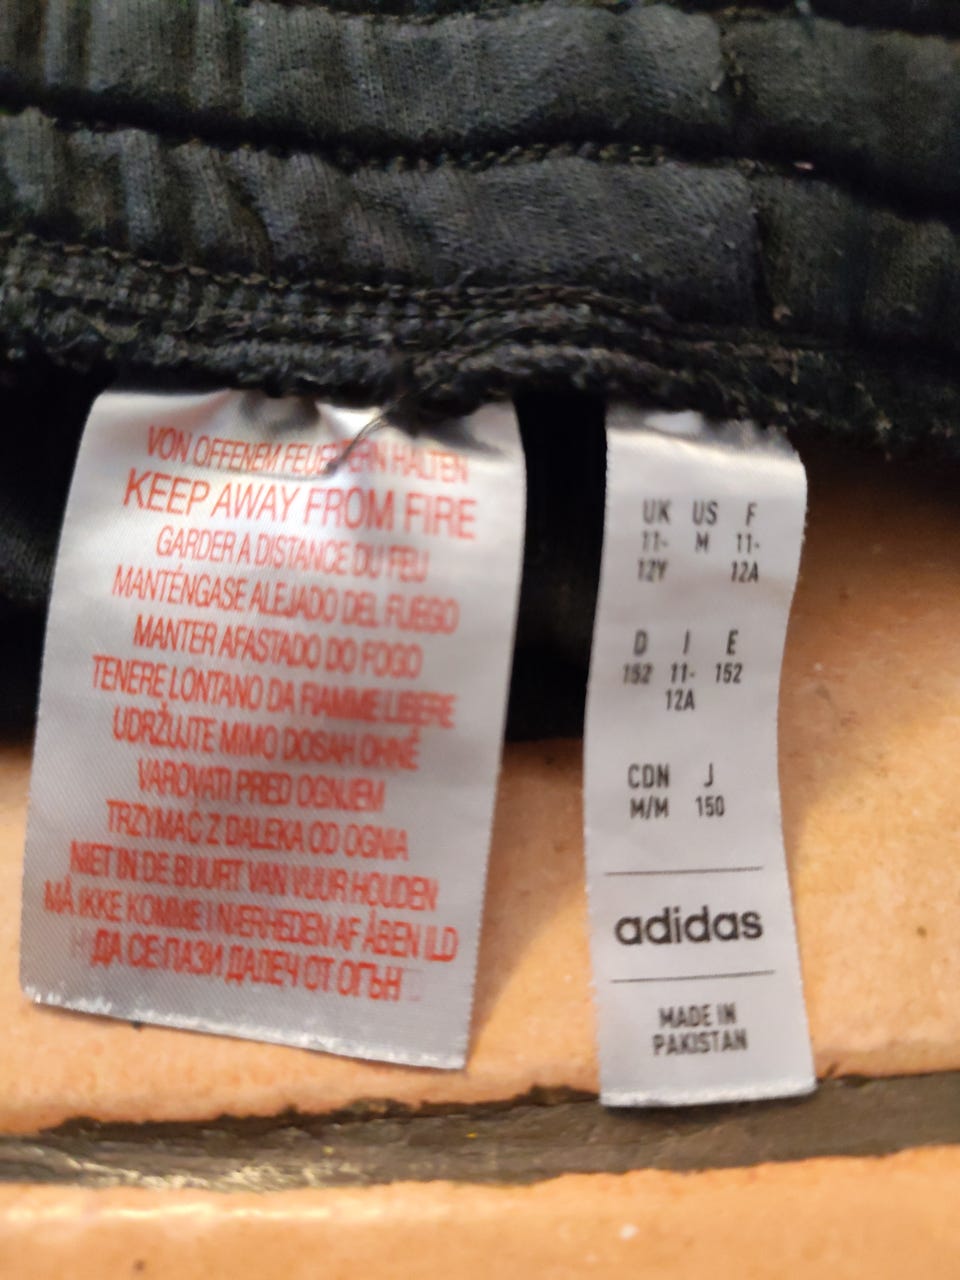 VON OFFENEM FEUER FERN HALTEN
KEEP AWAY FROM FIRE
GARDER A DISTANCE DU FEU
MANTÉNGASE ALEJADO DEL FUEGO
MANTER AFASTADO DO FOGO
TENERE LONTANO DA FIAMME LIBERE
UDRŽUJTE MIMO DOSAH OHNĚ
VAROVATI PRED OGNJEM
TRZYMAĆ Z DALEKA OD OGNIA
NIET IN DE BUURT VAN VUUR HOUDEN
MÅ IKKE KOMME I NÆRHEDEN AF ÅBEN ILD
ДА СЕ ПАЗИ ДАЛЕЧ ОТ ОГЪН
UK US F
11- M 11-
12Y 12A
D I E
152 11- 152
12A
CDN J
M/M 150
adidas
MADE IN
PAKISTAN